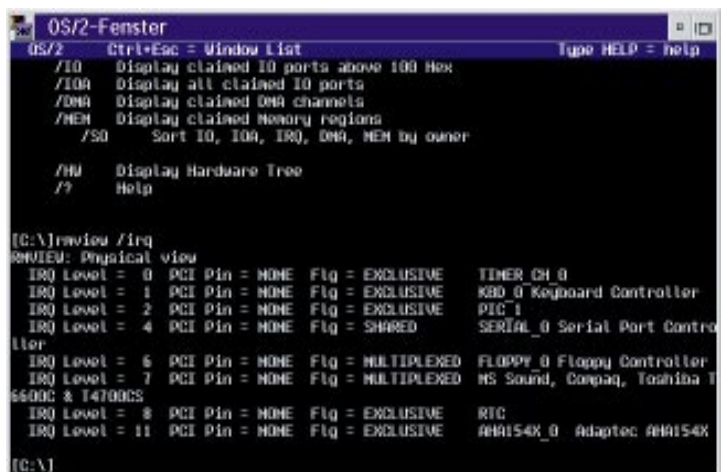 OS/2-Fenster
OS/2 Ctrl+Esc = Window List Type HELP = help
/IO Display claimed IO ports above 100 Hex
/IOA Display all claimed IO ports
/DMA Display claimed DMA channels
/MEM Display claimed Memory regions
/SO Sort IO, IOA, IRQ, DMA, MEM by owner
/HW Display Hardware Tree
/? Help
[C:\]rmview /irq
RMVIEW: Physical view
IRQ Level = 0 PCI Pin = NONE Flg = EXCLUSIVE TIMER_CH_0
IRQ Level = 1 PCI Pin = NONE Flg = EXCLUSIVE KBD_0 Keyboard Controller
IRQ Level = 2 PCI Pin = NONE Flg = EXCLUSIVE PIC_1
IRQ Level = 4 PCI Pin = NONE Flg = SHARED SERIAL_0 Serial Port Contro
ller
IRQ Level = 6 PCI Pin = NONE Flg = MULTIPLEXED FLOPPY_0 Floppy Controller
IRQ Level = 7 PCI Pin = NONE Flg = MULTIPLEXED MS Sound, Compaq, Toshiba T
6600C & T4700CS
IRQ Level = 8 PCI Pin = NONE Flg = EXCLUSIVE RTC
IRQ Level = 11 PCI Pin = NONE Flg = EXCLUSIVE AHA154X_0 Adaptec AHA154X
[C:\]